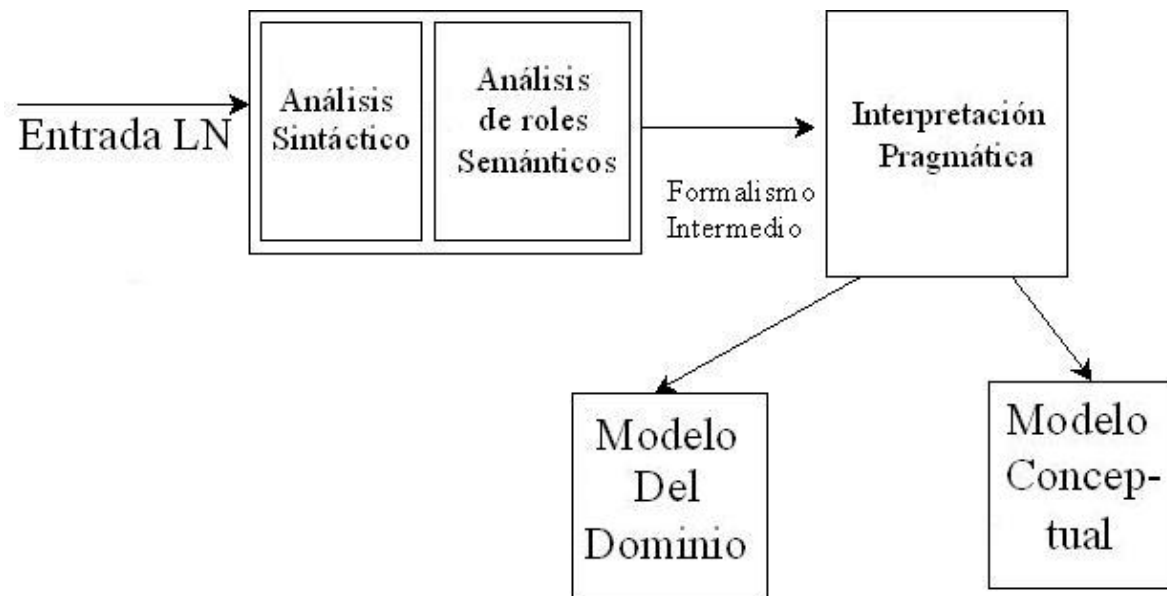 Entrada LN
Análisis
Sintáctico
Análisis
de roles
Semánticos
Formalismo
Intermedio
Interpretación
Pragmática
Modelo
Del
Dominio
Modelo
Concep-
tual